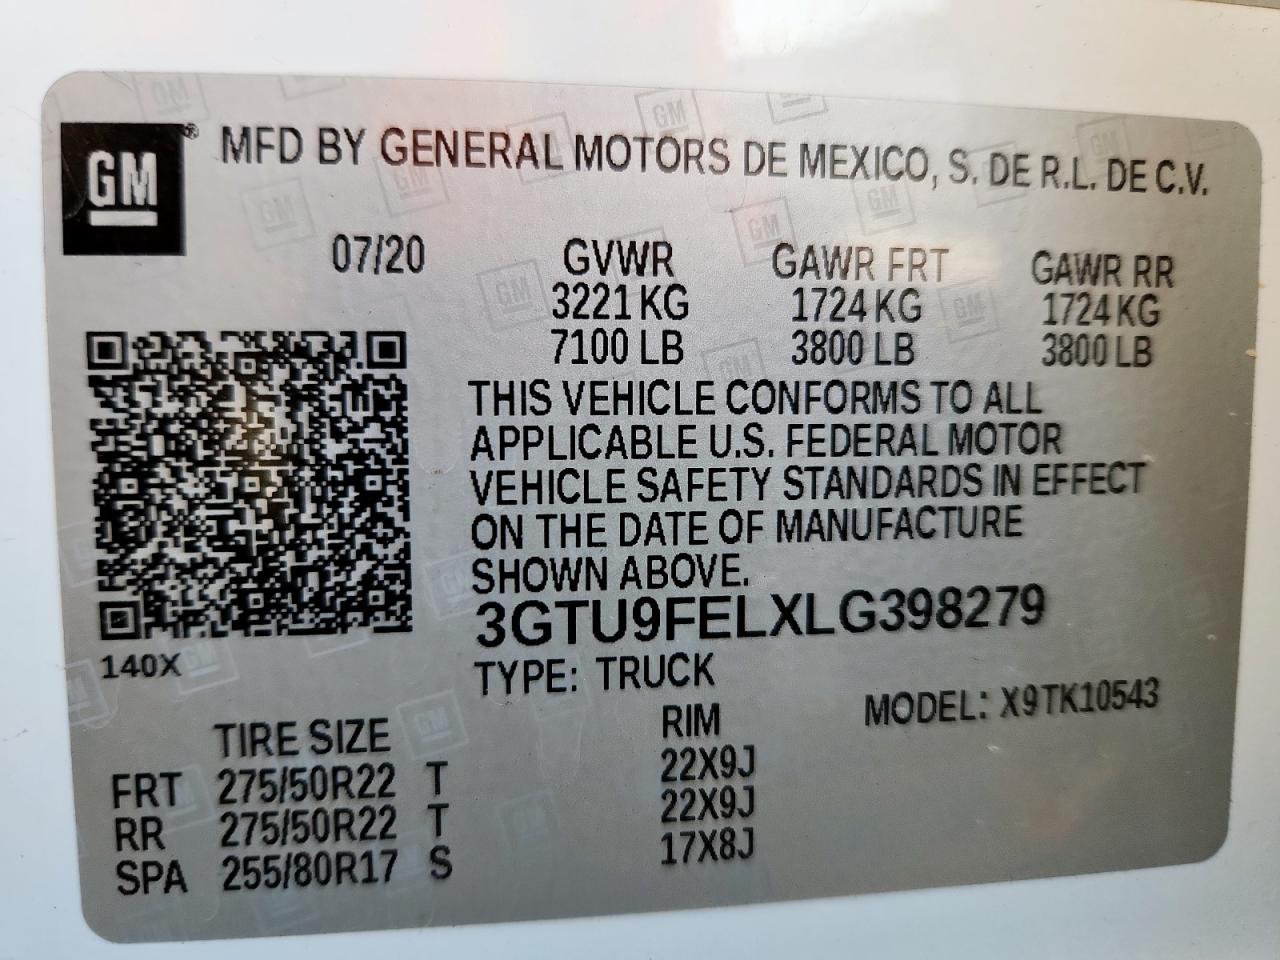 GM® MFD BY GENERAL MOTORS DE MEXICO, S. DE R.L. DE C.V.
07/20 GVWR GAWR FRT GAWR RR
3221 KG 1724 KG 1724 KG
7100 LB 3800 LB 3800 LB
THIS VEHICLE CONFORMS TO ALL
APPLICABLE U.S. FEDERAL MOTOR
VEHICLE SAFETY STANDARDS IN EFFECT
ON THE DATE OF MANUFACTURE
SHOWN ABOVE.
3GTU9FELXLG398279
140X
TYPE: TRUCK MODEL: X9TK10543
TIRE SIZE RIM
FRT 275/50R22 T 22X9J
RR 275/50R22 T 22X9J
SPA 255/80R17 S 17X8J